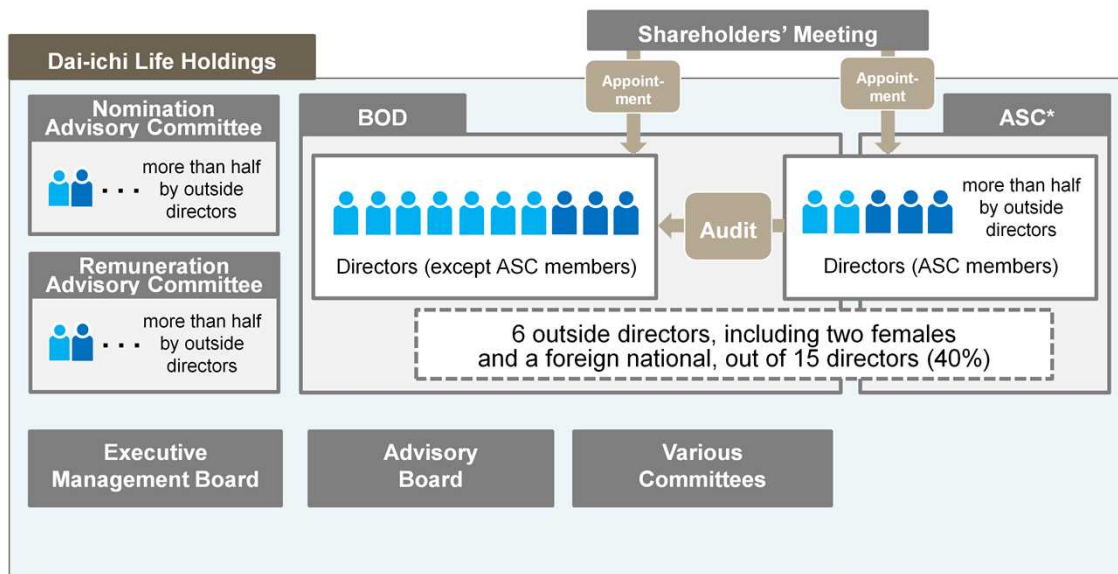 Shareholders’ Meeting
Dai-ichi Life Holdings
Appoint-
ment
Appoint-
ment
Nomination
Advisory Committee
more than half
by outside
directors
. . .
Remuneration
Advisory Committee
more than half
by outside
directors
. . .
BOD
Directors (except ASC members)
Audit
ASC*
more than half
by outside
directors
Directors (ASC members)
6 outside directors, including two females
and a foreign national, out of 15 directors (40%)
Executive
Management Board
Advisory
Board
Various
Committees